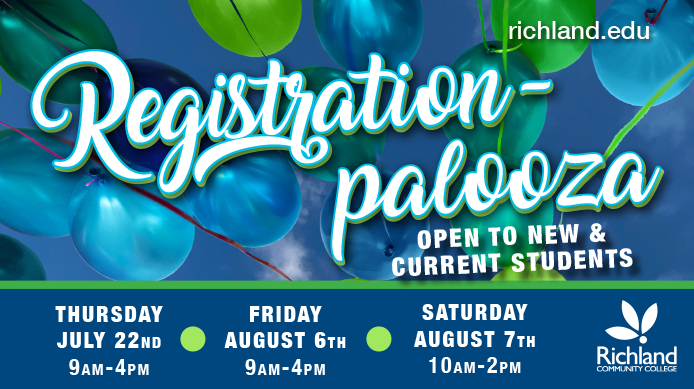 richland.edu
Registration-
palooza
OPEN TO NEW &
CURRENT STUDENTS
THURSDAY
JULY 22ND
9AM-4PM
FRIDAY
AUGUST 6TH
9AM-4PM
SATURDAY
AUGUST 7TH
10AM-2PM
Richland
COMMUNITY COLLEGE